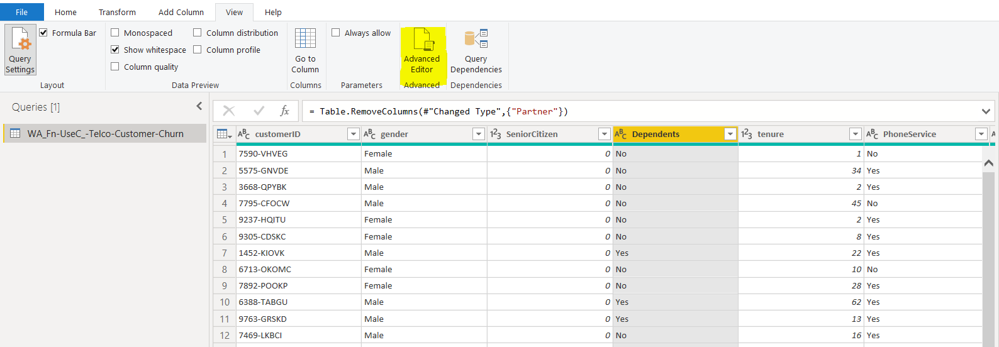 File Home Transform Add Column View Help
Formula Bar Monospaced Column distribution Always allow
Show whitespace Column profile
Column quality
Query Settings Go to Column Advanced Editor Query Dependencies
Layout Data Preview Columns Parameters Advanced Dependencies
Queries [1]
fx = Table.RemoveColumns(#"Changed Type",{"Partner"})
WA_Fn-UseC_-Telco-Customer-Churn
ABC customerID ABC gender 123 SeniorCitizen ABC Dependents 123 tenure ABC PhoneService A
1 7590-VHVEG Female 0 No 1 No
2 5575-GNVDE Male 0 No 34 Yes
3 3668-QPYBK Male 0 No 2 Yes
4 7795-CFOCW Male 0 No 45 No
5 9237-HQITU Female 0 No 2 Yes
6 9305-CDSKC Female 0 No 8 Yes
7 1452-KIOVK Male 0 Yes 22 Yes
8 6713-OKOMC Female 0 No 10 No
9 7892-POOKP Female 0 No 28 Yes
10 6388-TABGU Male 0 Yes 62 Yes
11 9763-GRSKD Male 0 Yes 13 Yes
12 7469-LKBCI Male 0 No 16 Yes